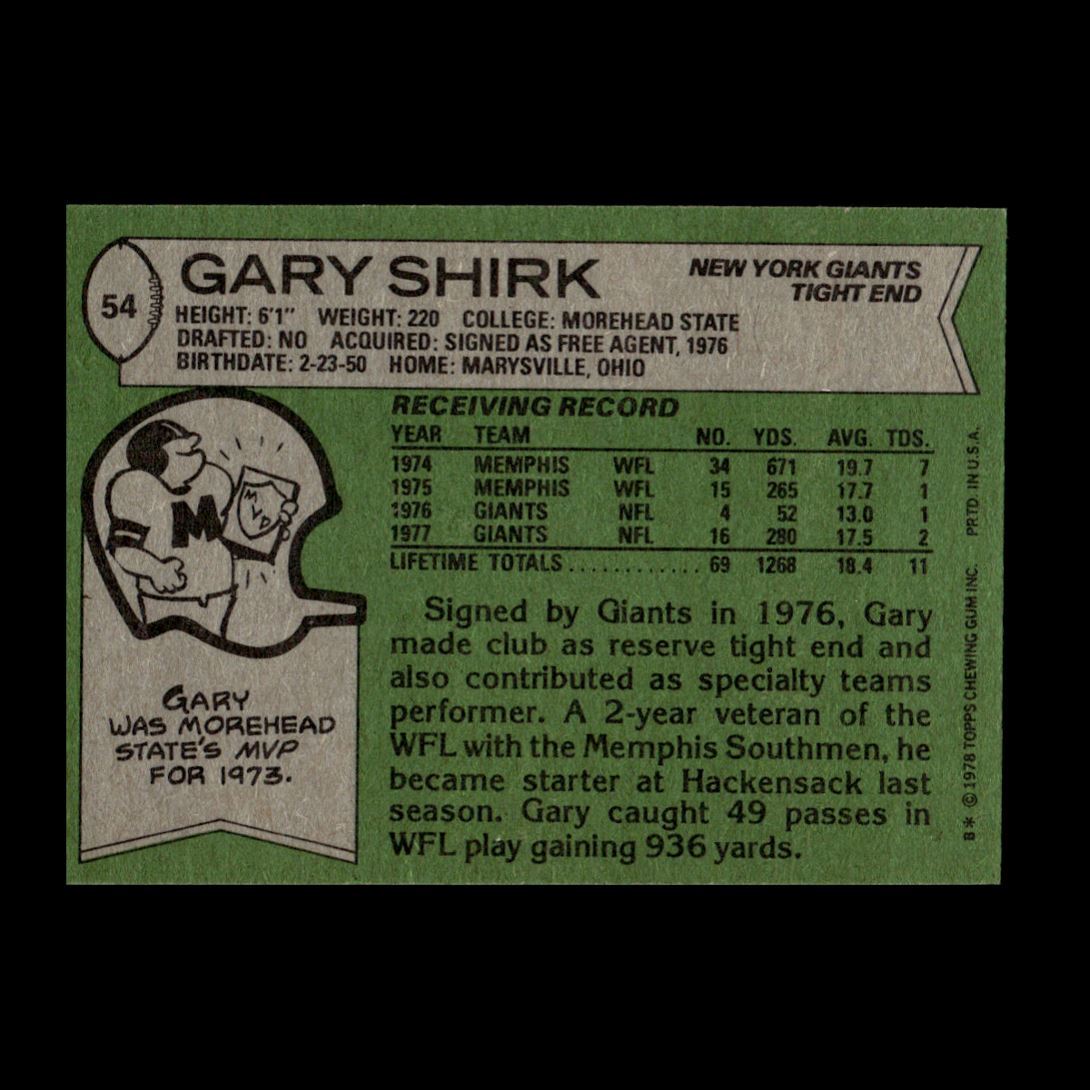 54
GARY SHIRK
NEW YORK GIANTS
TIGHT END
HEIGHT: 6'1" WEIGHT: 220 COLLEGE: MOREHEAD STATE
DRAFTED: NO ACQUIRED: SIGNED AS FREE AGENT, 1976
BIRTHDATE: 2-23-50 HOME: MARYSVILLE, OHIO
RECEIVING RECORD
YEAR TEAM NO. YDS. AVG. TDS.
1974 MEMPHIS WFL 34 671 19.7 7
1975 MEMPHIS WFL 15 265 17.7 1
1976 GIANTS NFL 4 52 13.0 1
1977 GIANTS NFL 16 280 17.5 2
LIFETIME TOTALS............ 69 1268 18.4 11
Signed by Giants in 1976, Gary
made club as reserve tight end and
also contributed as specialty teams
performer. A 2-year veteran of the
WFL with the Memphis Southmen, he
became starter at Hackensack last
season. Gary caught 49 passes in
WFL play gaining 936 yards.
M
MVP
GARY
WAS MOREHEAD
STATE'S MVP
FOR 1973.
B* © 1978 TOPPS CHEWING GUM INC. PRTD. IN U.S.A.